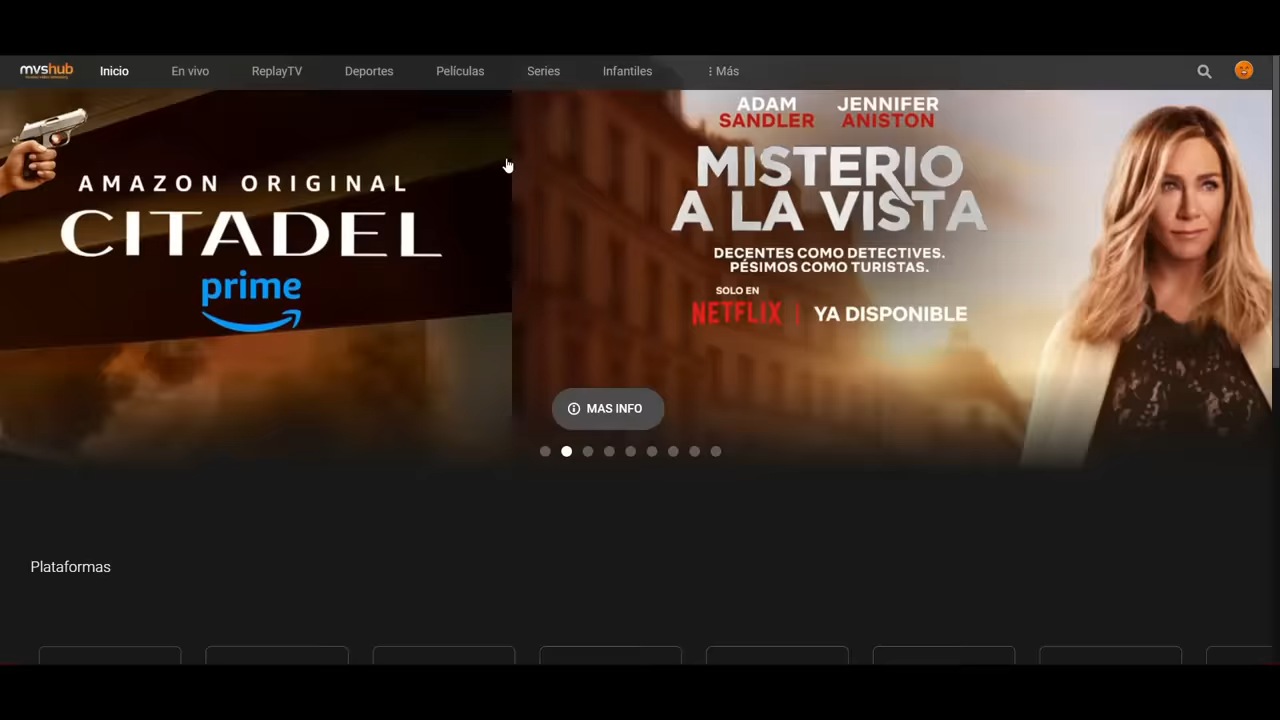 mvshub
Inicio
En vivo
ReplayTV
Deportes
Películas
Series
Infantiles
Más
AMAZON ORIGINAL
CITADEL
prime
ADAM SANDLER
JENNIFER ANISTON
MISTERIO
A LA VISTA
DECENTES COMO DETECTIVES.
PÉSIMOS COMO TURISTAS.
SOLO EN
NETFLIX | YA DISPONIBLE
MAS INFO
Plataformas